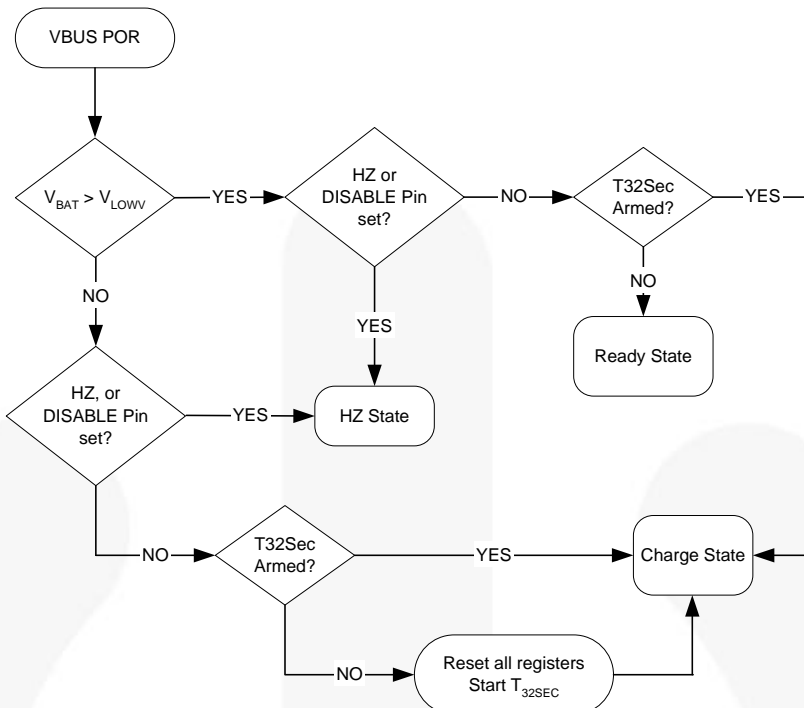 VBUS POR
HZ or
DISABLE Pin
set?
T32Sec
Armed?
V_BAT > V_LOWV
YES
NO
YES
NO
YES
NO
Ready State
HZ, or
DISABLE Pin
set?
YES
HZ State
NO
T32Sec
Armed?
YES
Charge State
NO
Reset all registers
Start T_32SEC